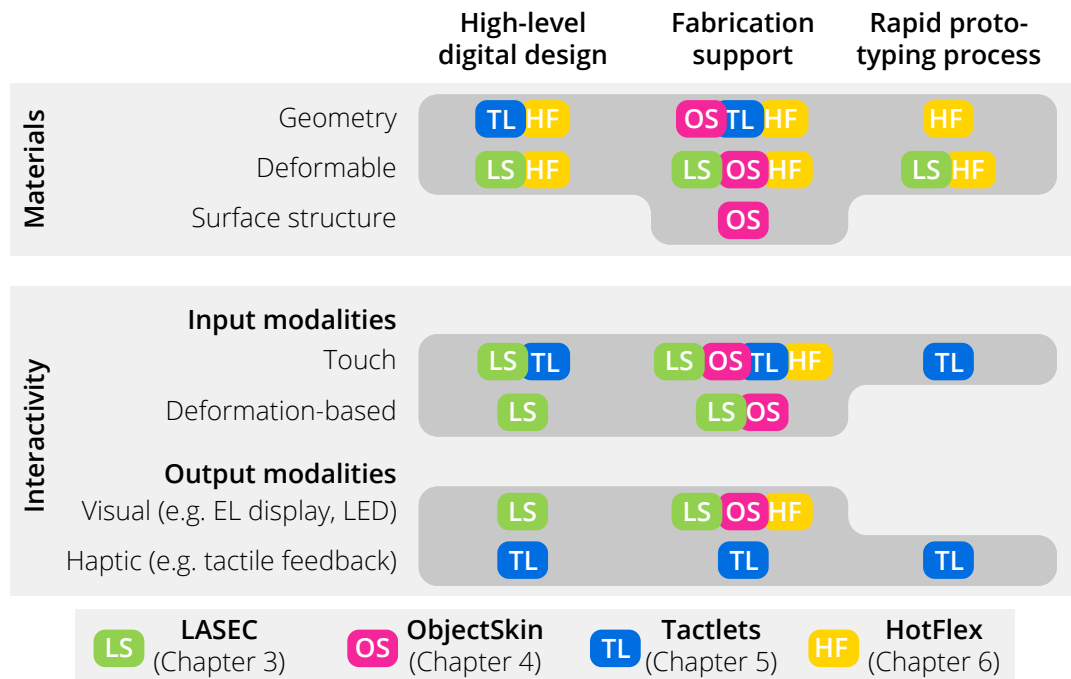 High-level
digital design
Fabrication
support
Rapid proto-
typing process
Materials
Geometry TL HF OS TL HF HF
Deformable LS HF LS OS HF LS HF
Surface structure OS
Interactivity
Input modalities
Touch LS TL LS OS TL HF TL
Deformation-based LS LS OS
Output modalities
Visual (e.g. EL display, LED) LS LS OS HF
Haptic (e.g. tactile feedback) TL TL TL
LS LASEC
(Chapter 3)
OS ObjectSkin
(Chapter 4)
TL Tactlets
(Chapter 5)
HF HotFlex
(Chapter 6)